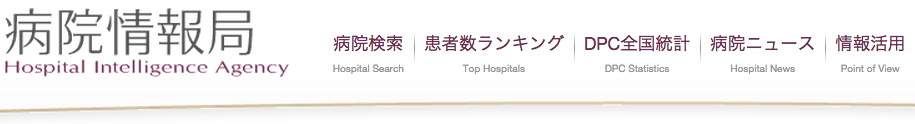 病院情報局
Hospital Intelligence Agency
病院検索
Hospital Search
患者数ランキング
Top Hospitals
DPC全国統計
DPC Statistics
病院ニュース
Hospital News
情報活用
Point of View